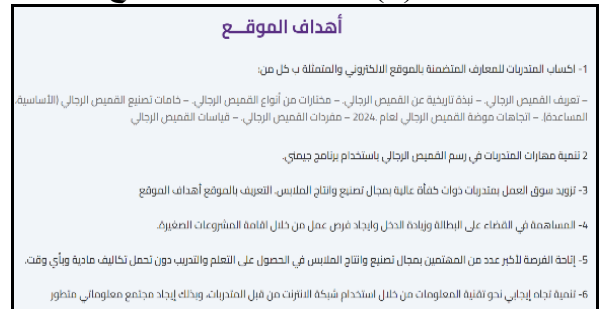 أهداف الموقـــع
1- اكساب المتدربات للمعارف المتضمنة بالموقع الالكتروني والمتمثلة ب كل من:
– تعريف القميص الرجالي. – نبذة تاريخية عن القميص الرجالي. – مختارات من أنواع القميص الرجالي. – خامات تصنيع القميص الرجالي (الأساسية،
المساعدة). – اتجاهات موضة القميص الرجالي لعام 2024. – مفردات القميص الرجالي. – قياسات القميص الرجالي
2 تنمية مهارات المتدربات في رسم القميص الرجالي باستخدام برنامج جيمني.
3- تزويد سوق العمل بمتدربات ذوات كفأة عالية بمجال تصنيع وانتاج الملابس. التعريف بالموقع أهداف الموقع
4- المساهمة في القضاء على البطالة وزيادة الدخل وايجاد فرص عمل من خلال اقامة المشروعات الصغيرة.
5- إتاحة الفرصة لأكبر عدد من المهتمين بمجال تصنيع وانتاج الملابس في الحصول على التعلم والتدريب دون تحمل تكاليف مادية وبأي وقت.
6- تنمية تجاه إيجابي نحو تقنية المعلومات من خلال استخدام شبكة الانترنت من قبل المتدربات، وبذلك إيجاد مجتمع معلوماتي متطور